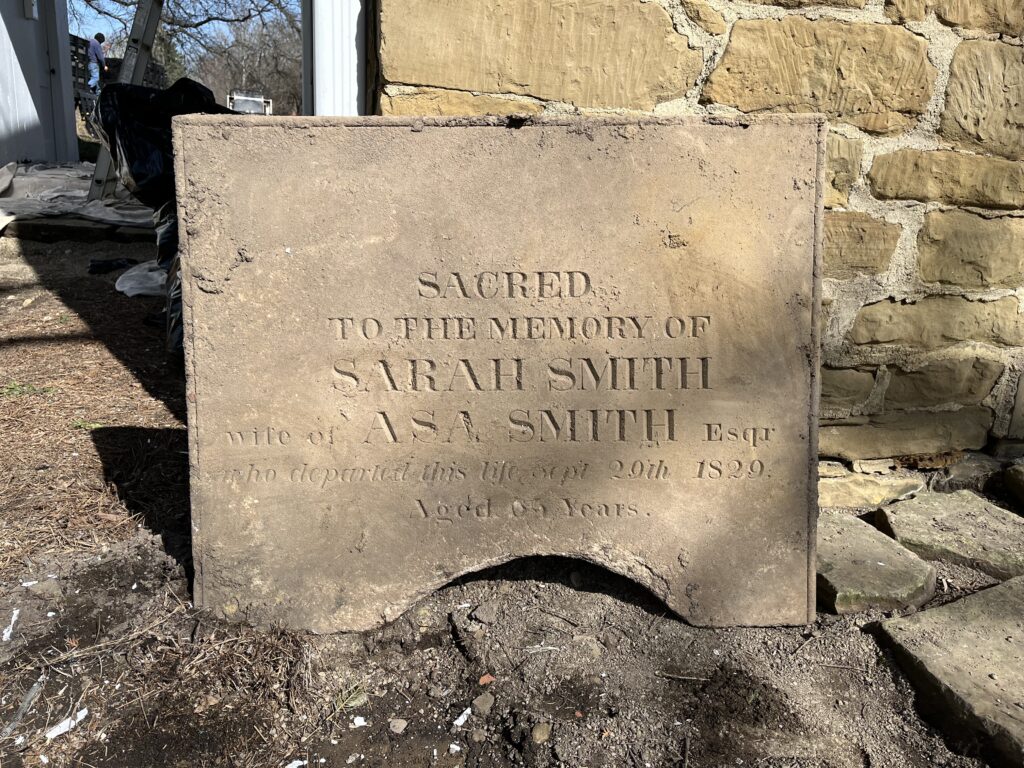 SACRED
TO THE MEMORY OF
SARAH SMITH
wife of ASA SMITH Esqr
who departed this life Sept 29th 1829.
Aged 65 Years.